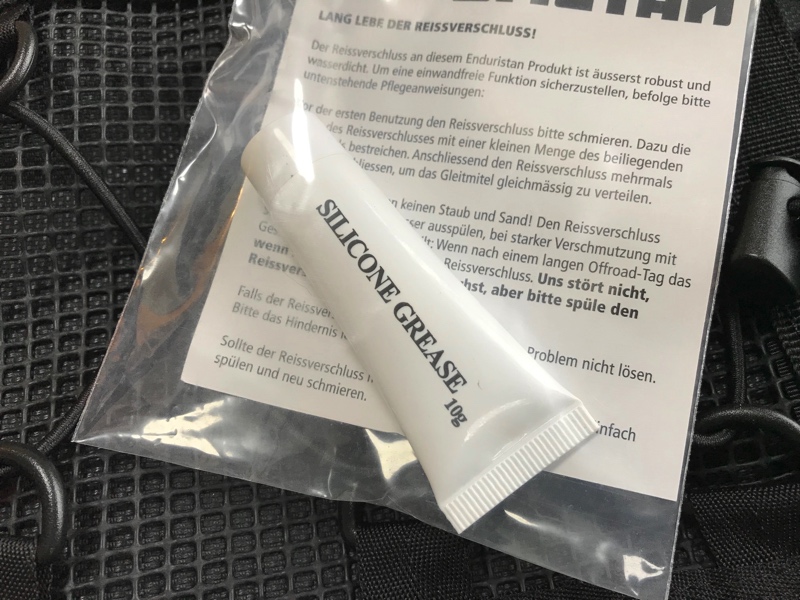 LANG LEBE DER REISSVERSCHLUSS!
Der Reissverschluss an diesem Enduristan Produkt ist äusserst robust und
wasserdicht. Um eine einwandfreie Funktion sicherzustellen, befolge bitte
untenstehende Pflegeanweisungen:
der ersten Benutzung den Reissverschluss bitte schmieren. Dazu die
des Reissverschlusses mit einer kleinen Menge des beiliegenden
bestreichen. Anschliessend den Reissverschluss mehrmals
um das Gleitmittel gleichmässig zu verteilen.
keinen Staub und Sand! Den Reissverschluss
ausspülen, bei starker Verschmutzung mit
Wenn nach einem langen Offroad-Tag das
wenn Reissverschluss. Uns stört nicht,
aber bitte spüle den
Falls der
Bitte das Hindernis
Problem nicht lösen.
Sollte der Reissverschluss
spülen und neu schmieren.
SILICONE GREASE
10g